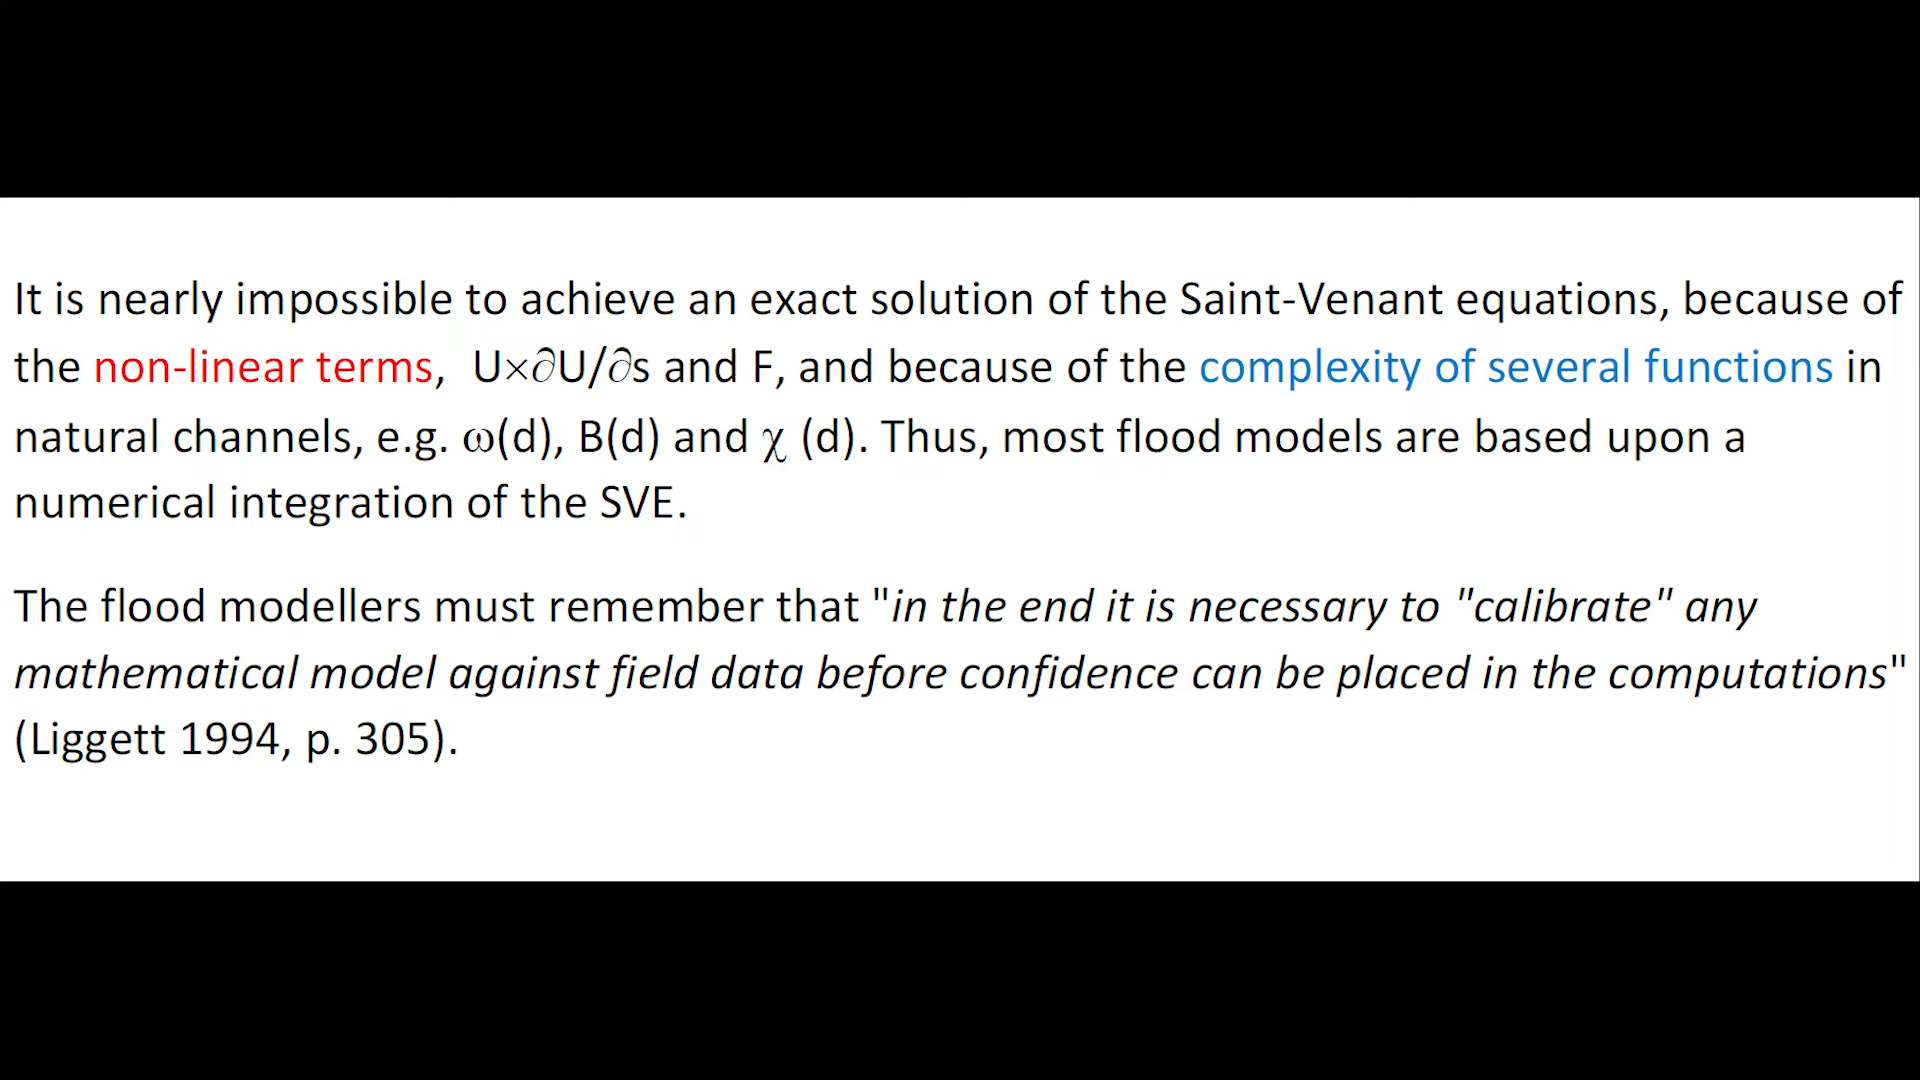 It is nearly impossible to achieve an exact solution of the Saint-Venant equations, because of
the non-linear terms, U×∂U/∂s and F, and because of the complexity of several functions in
natural channels, e.g. ω(d), B(d) and χ (d). Thus, most flood models are based upon a
numerical integration of the SVE.
The flood modellers must remember that "in the end it is necessary to "calibrate" any
mathematical model against field data before confidence can be placed in the computations"
(Liggett 1994, p. 305).